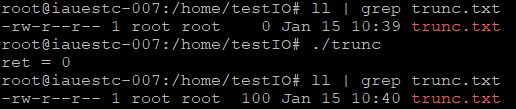 root@iauestc-007:/home/testIO# ll | grep trunc.txt
-rw-r--r-- 1 root root    0 Jan 15 10:39 trunc.txt
root@iauestc-007:/home/testIO# ./trunc
ret = 0
root@iauestc-007:/home/testIO# ll | grep trunc.txt
-rw-r--r-- 1 root root  100 Jan 15 10:40 trunc.txt